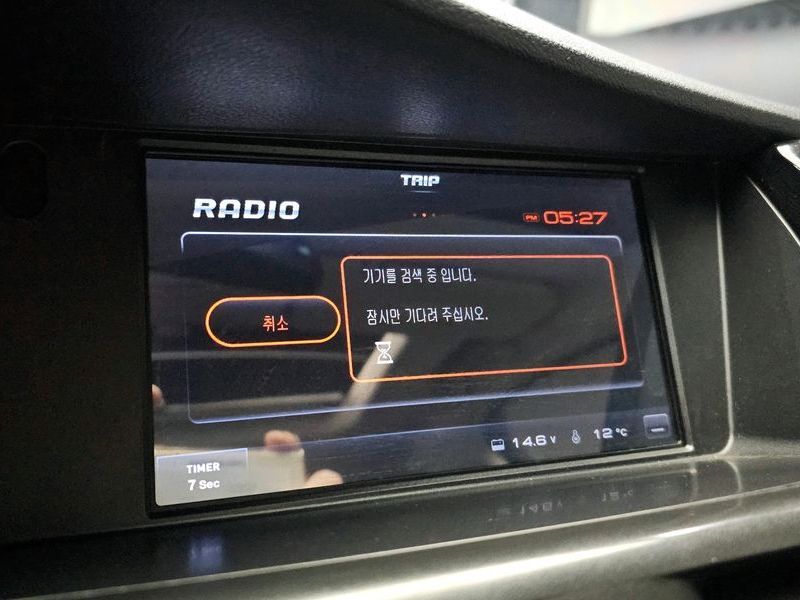 TRIP
RADIO
PM 05:27
기기를 검색 중 입니다.
취소
잠시만 기다려 주십시오.
14.6 V
12 °C
TIMER
7 Sec